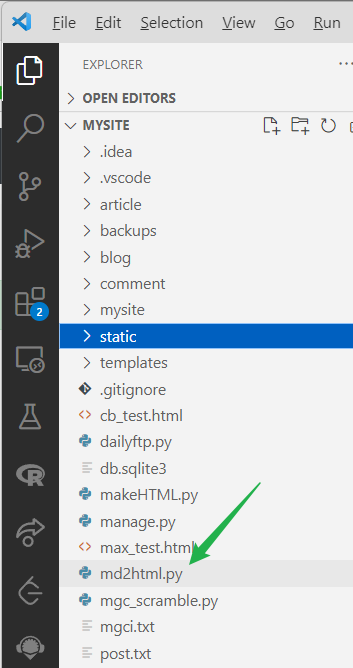 File Edit Selection View Go Run
EXPLORER
OPEN EDITORS
MYSITE
.idea
.vscode
article
backups
blog
comment
mysite
static
templates
.gitignore
cb_test.html
dailyftp.py
db.sqlite3
makeHTML.py
manage.py
max_test.html
md2html.py
mgc_scramble.py
mgci.txt
post.txt
2